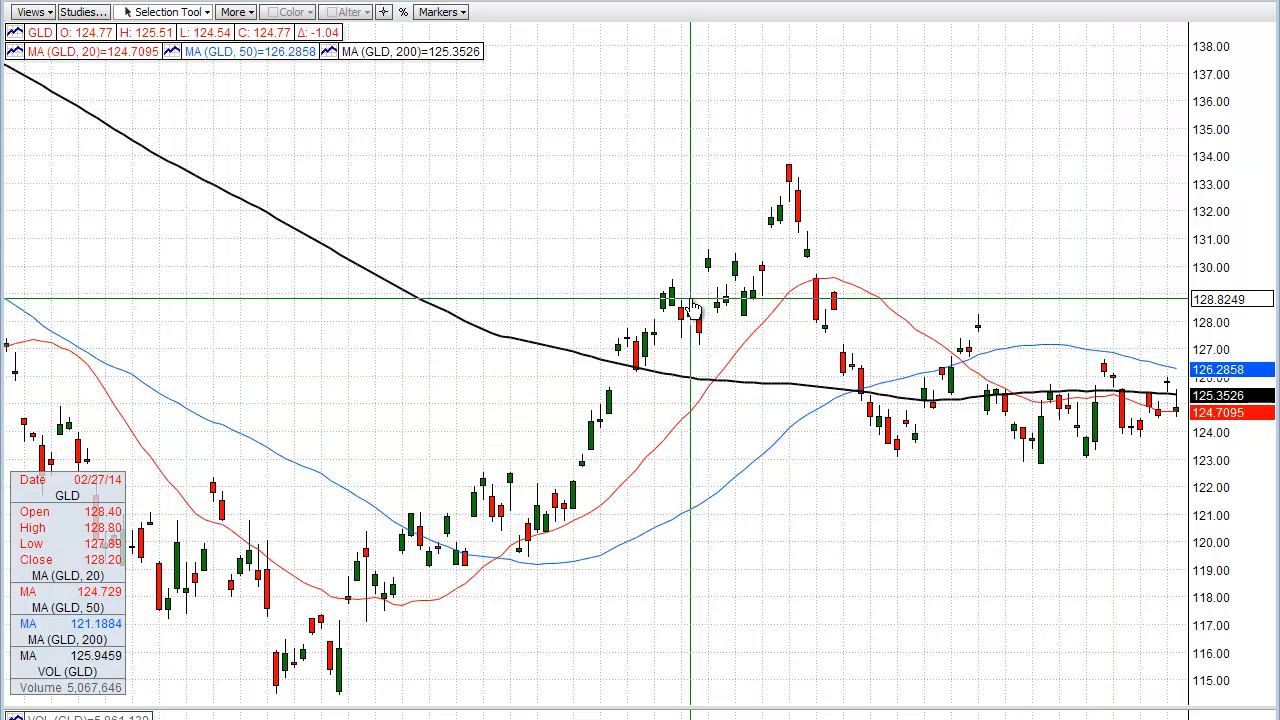 Views Studies... Selection Tool More Color Alter % Markers
GLD O: 124.77 H: 125.51 L: 124.54 C: 124.77 Δ: -1.04
MA (GLD, 20)=124.7095 MA (GLD, 50)=126.2858 MA (GLD, 200)=125.3526
138.00
137.00
136.00
135.00
134.00
133.00
132.00
131.00
130.00
128.8249
128.00
127.00
126.2858
126.00
125.3526
124.7095
124.00
123.00
122.00
121.00
120.00
119.00
118.00
117.00
116.00
115.00
Date 02/27/14
GLD
Open 128.40
High 128.80
Low 127.89
Close 128.20
MA (GLD, 20)
MA 124.729
MA (GLD, 50)
MA 121.1884
MA (GLD, 200)
MA 125.9459
VOL (GLD)
Volume 5,067,646